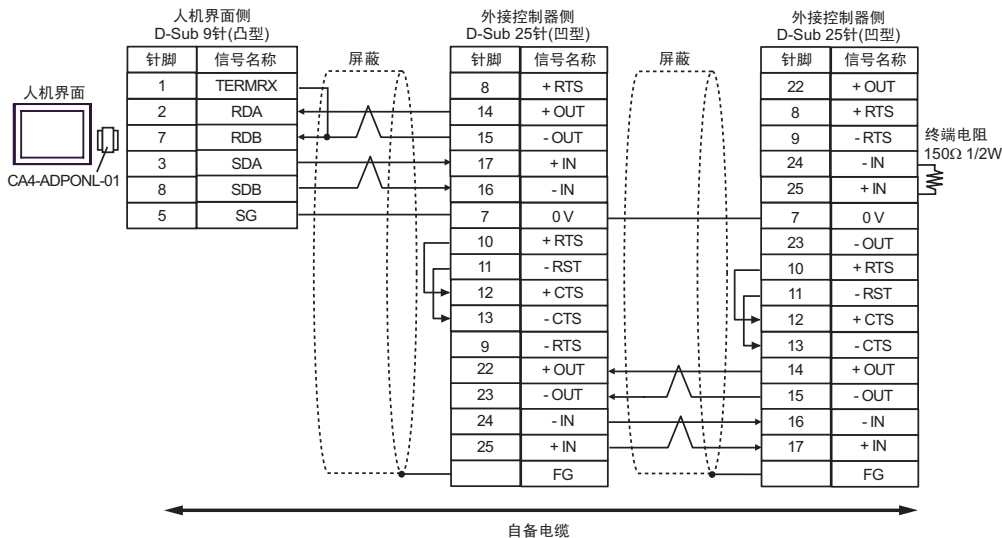 人机界面侧
D-Sub 9针(凸型)
外接控制器侧
D-Sub 25针(凹型)
外接控制器侧
D-Sub 25针(凹型)
针脚 信号名称
1 TERMRX
2 RDA
7 RDB
3 SDA
8 SDB
5 SG
人机界面
CA4-ADPONL-01
屏蔽
针脚 信号名称
8 + RTS
14 + OUT
15 - OUT
17 + IN
16 - IN
7 0 V
10 + RTS
11 - RST
12 + CTS
13 - CTS
9 - RTS
22 + OUT
23 - OUT
24 - IN
25 + IN
FG
屏蔽
针脚 信号名称
22 + OUT
8 + RTS
9 - RTS
24 - IN
25 + IN
7 0 V
23 - OUT
10 + RTS
11 - RST
12 + CTS
13 - CTS
14 + OUT
15 - OUT
16 - IN
17 + IN
FG
终端电阻
150Ω 1/2W
自备电缆